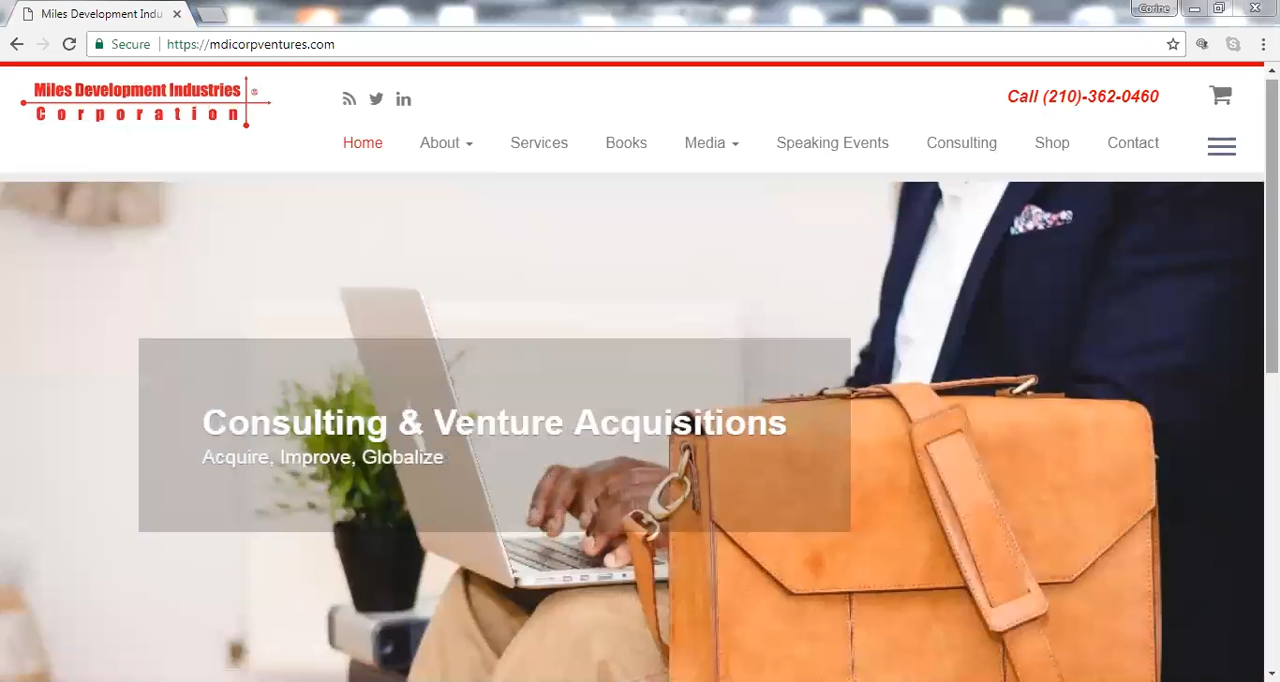 Miles Development Indu
Corine
Secure
https://mdicorpventures.com
Miles Development Industries ®
Corporation
Call (210)-362-0460
Home About Services Books Media Speaking Events Consulting Shop Contact
Consulting & Venture Acquisitions
Acquire, Improve, Globalize